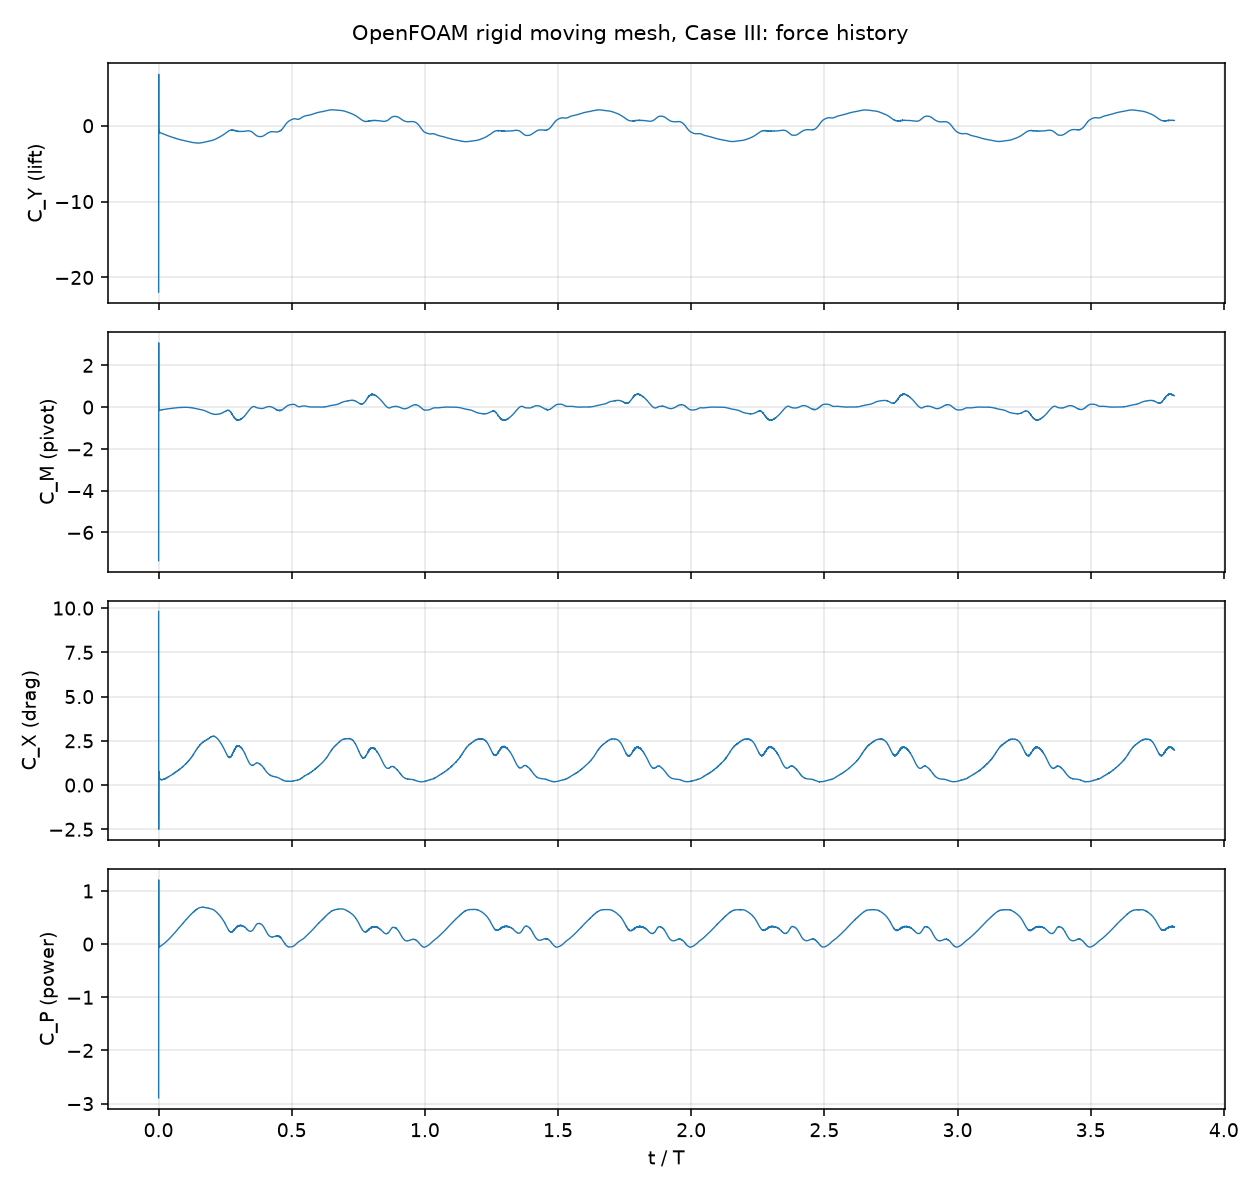 OpenFOAM rigid moving mesh, Case III: force history
C_Y (lift)
0
−10
−20
C_M (pivot)
2
0
−2
−4
−6
C_X (drag)
10.0
7.5
5.0
2.5
0.0
−2.5
C_P (power)
1
0
−1
−2
−3
0.0 0.5 1.0 1.5 2.0 2.5 3.0 3.5 4.0
t / T